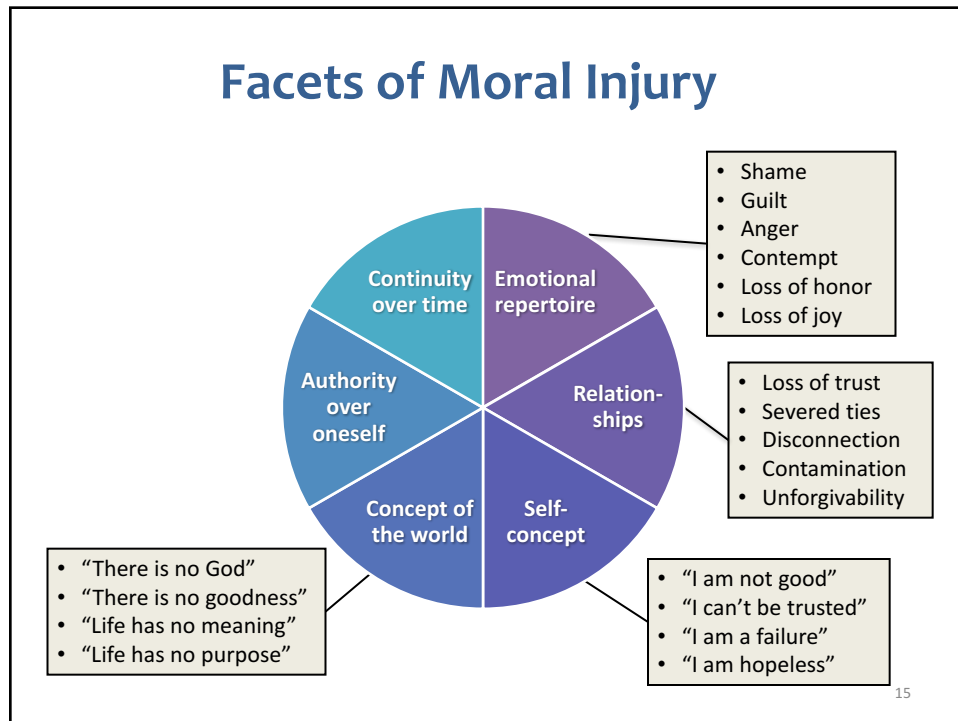 Facets of Moral Injury
• Shame
• Guilt
• Anger
• Contempt
• Loss of honor
• Loss of joy
Continuity
over time
Emotional
repertoire
Authority
over
oneself
Relation-
ships
• Loss of trust
• Severed ties
• Disconnection
• Contamination
• Unforgivability
Concept of
the world
Self-
concept
• “There is no God”
• “There is no goodness”
• “Life has no meaning”
• “Life has no purpose”
• “I am not good”
• “I can’t be trusted”
• “I am a failure”
• “I am hopeless”
15